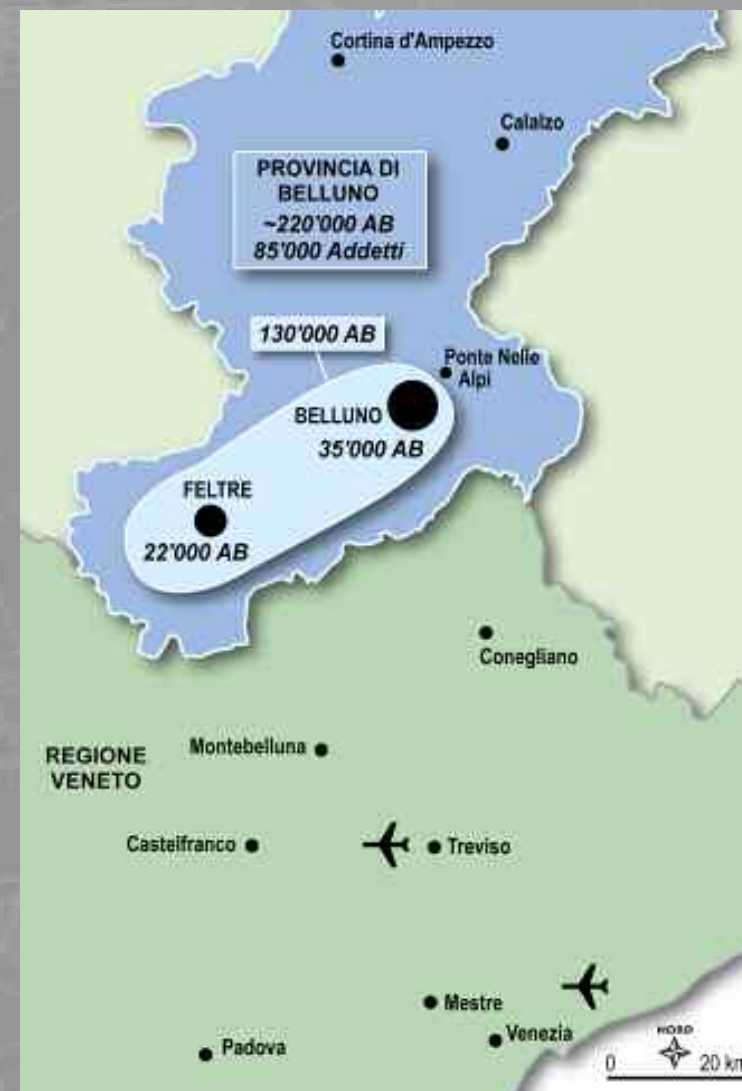 Cortina d'Ampezzo
Calalzo
PROVINCIA DI
BELLUNO
~220'000 AB
85'000 Addetti
130'000 AB
Ponte Nelle
Alpi
BELLUNO
35'000 AB
FELTRE
22'000 AB
Conegliano
REGIONE
VENETO
Montebelluna
Castelfranco
Treviso
Mestre
Venezia
Padova
NORD
0
20 km